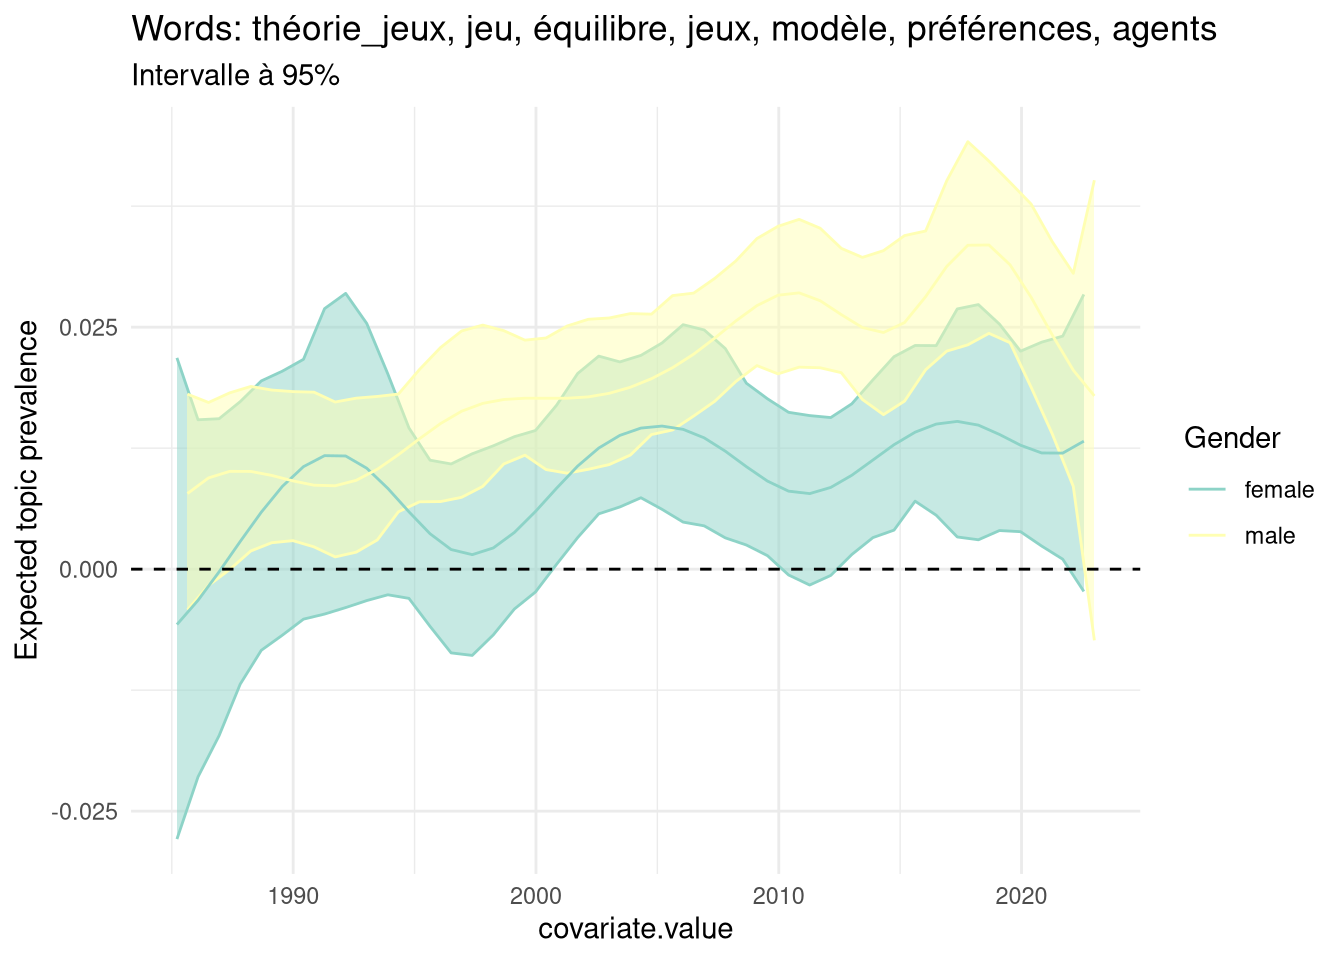 Words: théorie_jeux, jeu, équilibre, jeux, modèle, préférences, agents
Intervalle à 95%
Expected topic prevalence
0.025
0.000
-0.025
1990 2000 2010 2020
covariate.value
Gender
female
male